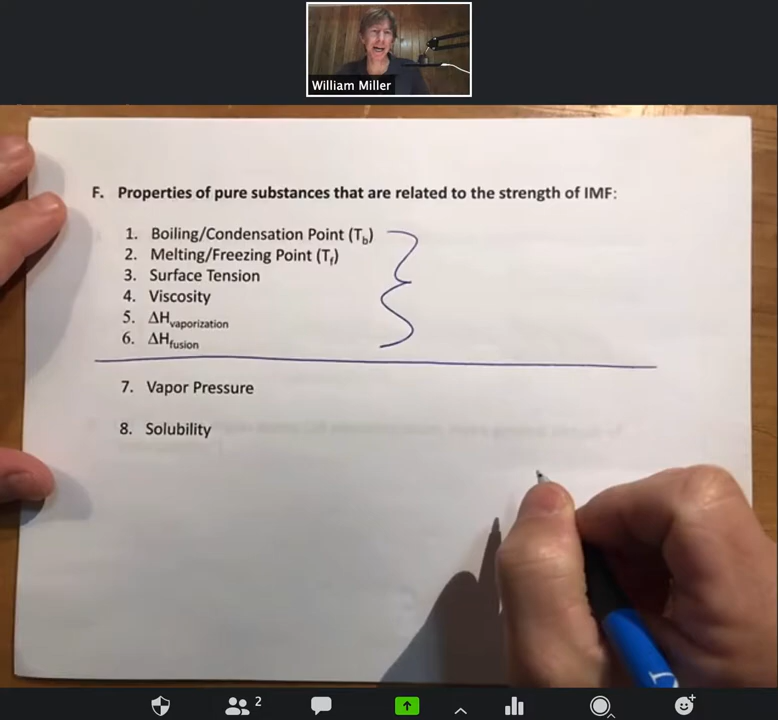 William Miller
F. Properties of pure substances that are related to the strength of IMF:
1. Boiling/Condensation Point (Tb)
2. Melting/Freezing Point (Tf)
3. Surface Tension
4. Viscosity
5. ΔHvaporization
6. ΔHfusion
7. Vapor Pressure
8. Solubility
2